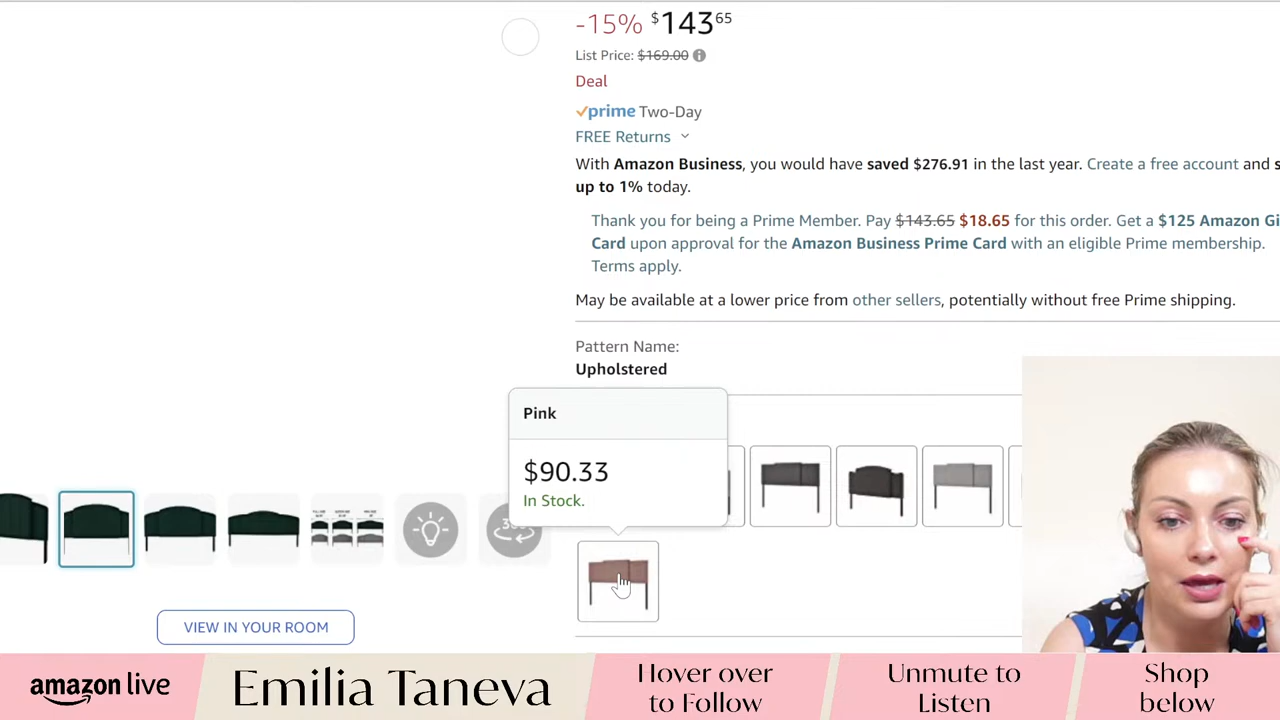 -15% $143 65
List Price: $169.00
Deal
prime Two-Day
FREE Returns
With Amazon Business, you would have saved $276.91 in the last year. Create a free account and s
up to 1% today.
Thank you for being a Prime Member. Pay $143.65 $18.65 for this order. Get a $125 Amazon Gi
Card upon approval for the Amazon Business Prime Card with an eligible Prime membership.
Terms apply.
May be available at a lower price from other sellers, potentially without free Prime shipping.
Pattern Name:
Upholstered
Pink
$90.33
In Stock.
VIEW IN YOUR ROOM
amazon live
Emilia Taneva
Hover over
to Follow
Unmute to
Listen
Shop
below